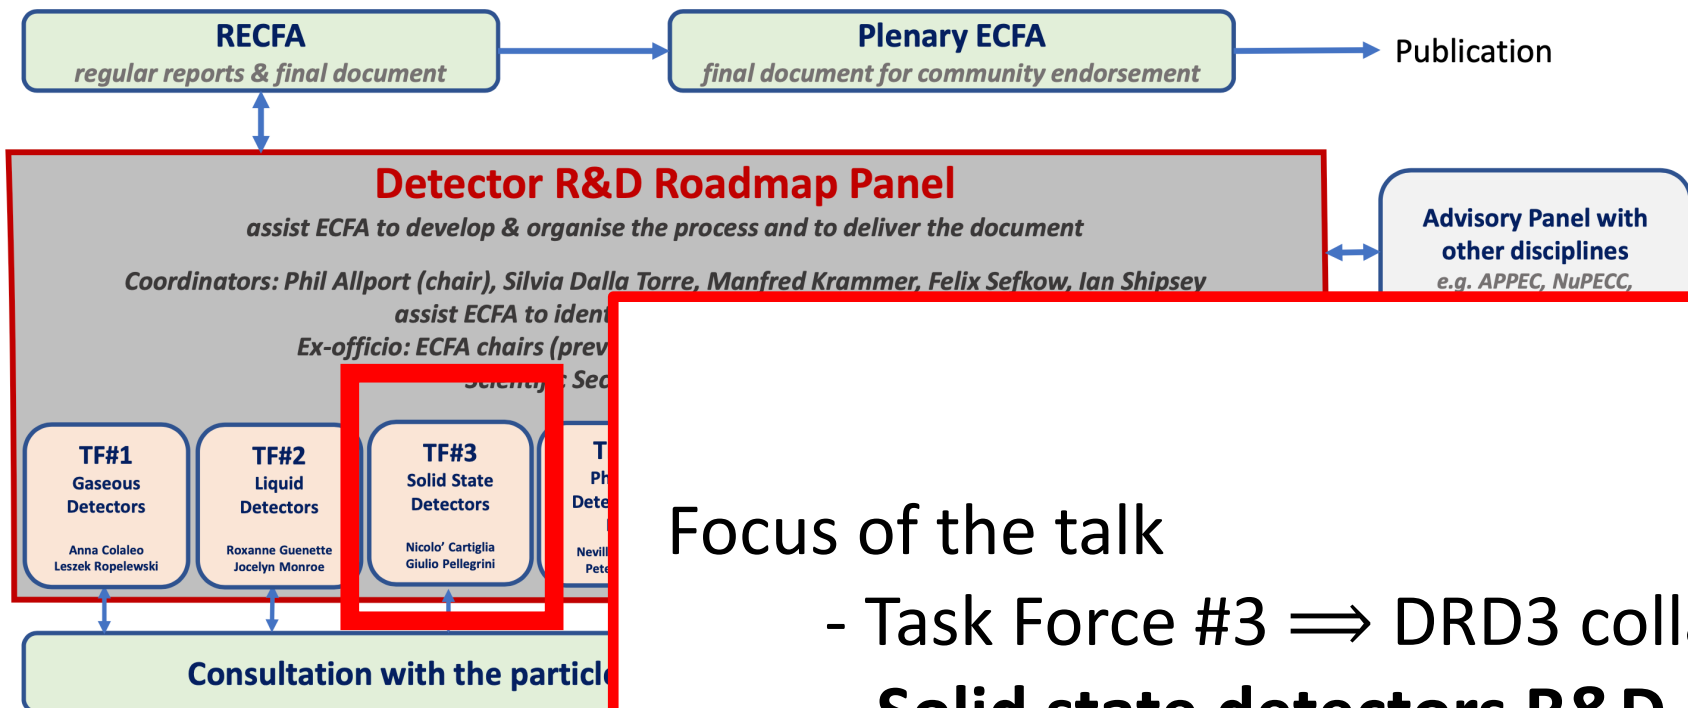 RECFA
regular reports & final document
Plenary ECFA
final document for community endorsement
Publication
Detector R&D Roadmap Panel
assist ECFA to develop & organise the process and to deliver the document
Coordinators: Phil Allport (chair), Silvia Dalla Torre, Manfred Krammer, Felix Sefkow, Ian Shipsey
assist ECFA to
Ex-officio: ECFA chairs
Advisory Panel with
other disciplines
e.g. APPEC, NuPECC,
TF#1
Gaseous
Detectors
Anna Colaleo
Leszek Ropelewski
TF#2
Liquid
Detectors
Roxanne Guenette
Jocelyn Monroe
TF#3
Solid State
Detectors
Nicolo’ Cartiglia
Giulio Pellegrini
Consultation with the
Focus of the talk
- Task Force #3 ⟹ DRD3
Solid state detectors R&D